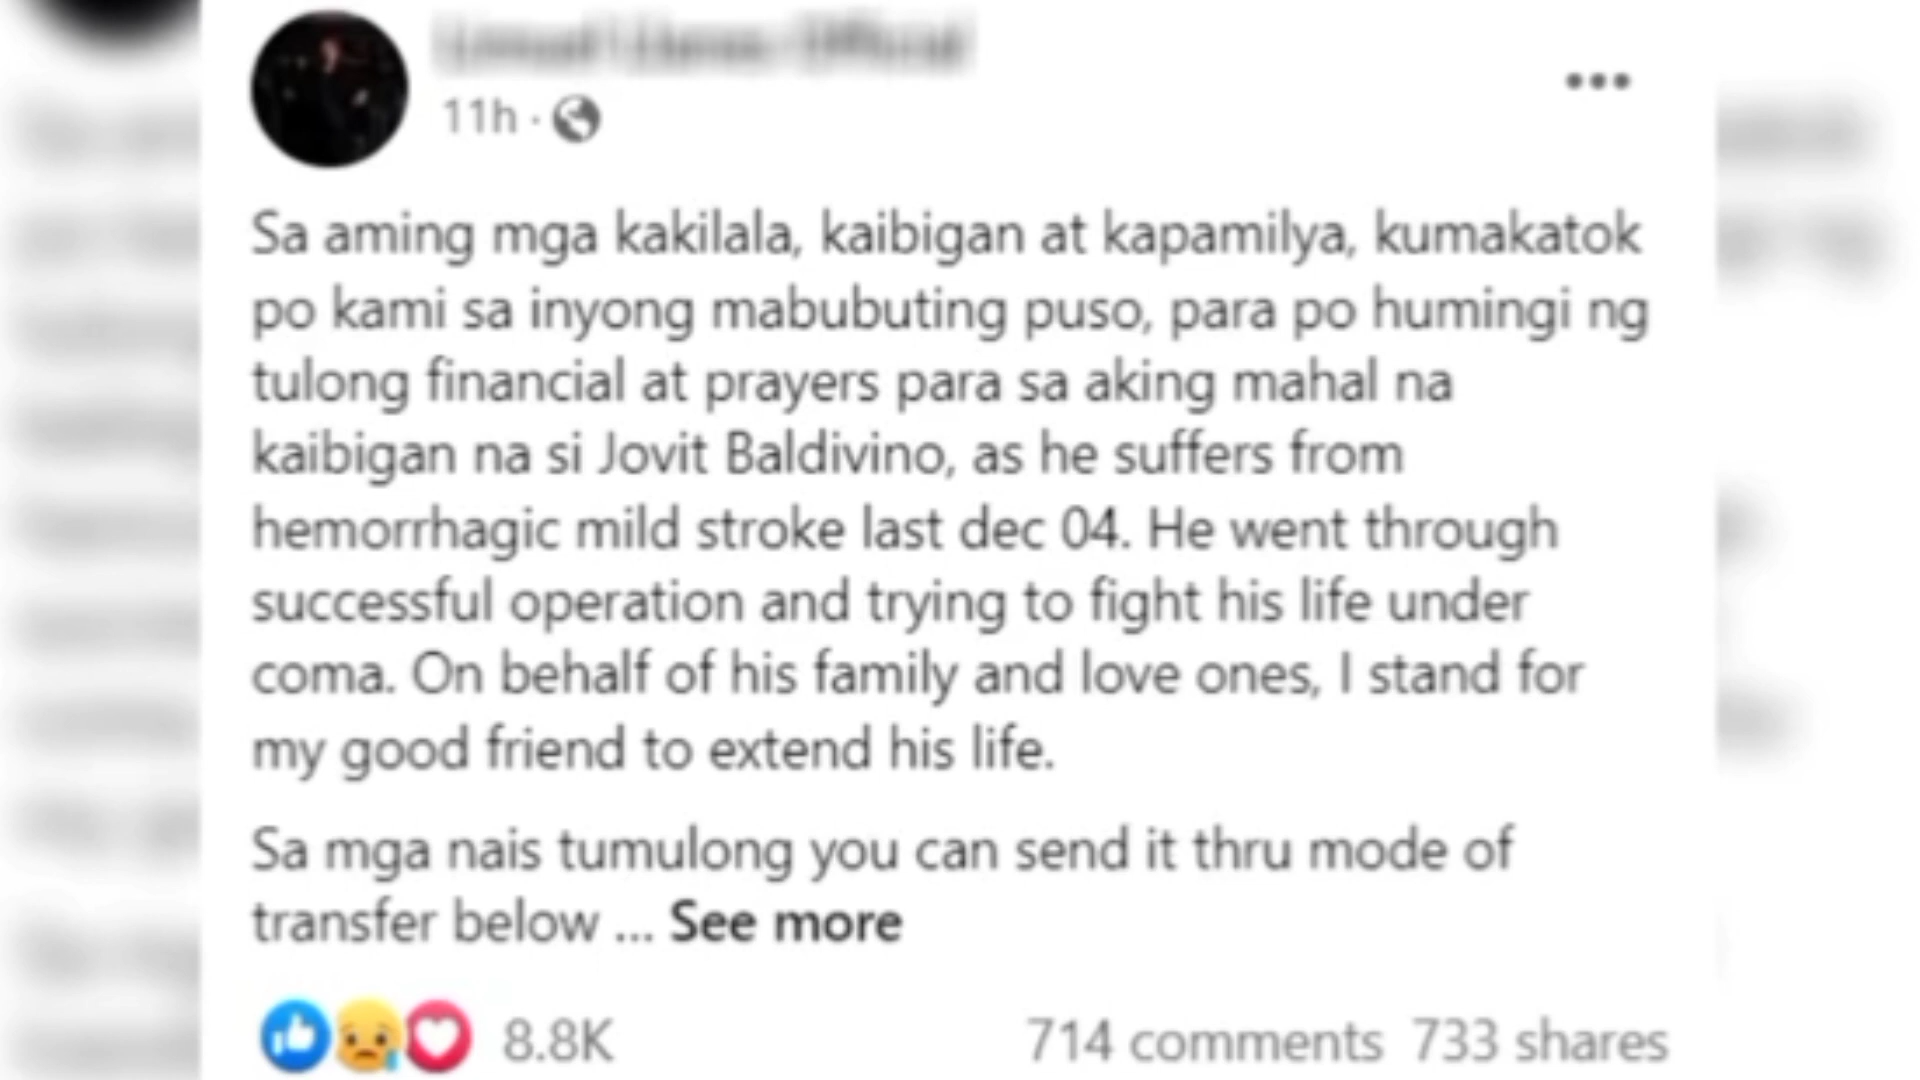 11h ·
Sa aming mga kakilala, kaibigan at kapamilya, kumakatok
po kami sa inyong mabubuting puso, para po humingi ng
tulong financial at prayers para sa aking mahal na
kaibigan na si Jovit Baldivino, as he suffers from
hemorrhagic mild stroke last dec 04. He went through
successful operation and trying to fight his life under
coma. On behalf of his family and love ones, I stand for
my good friend to extend his life.
Sa mga nais tumulong you can send it thru mode of
transfer below ... See more
8.8K 714 comments 733 shares